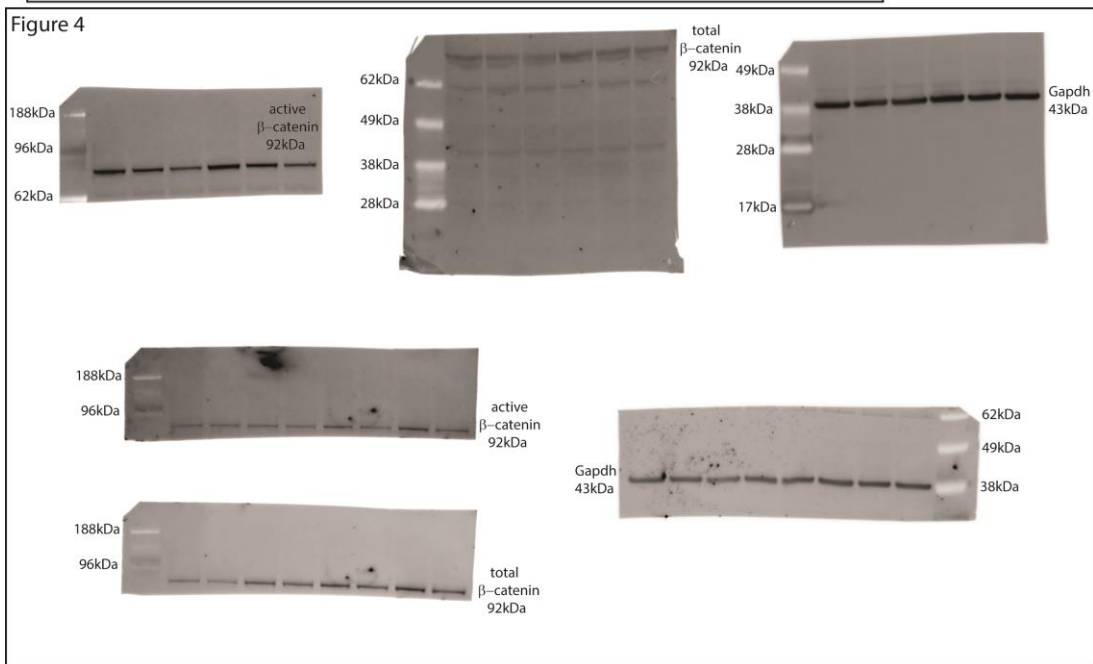 Figure 4
188kDa
96kDa
62kDa
active
β–catenin
92kDa
62kDa
49kDa
38kDa
28kDa
total
β–catenin
92kDa
49kDa
38kDa
28kDa
17kDa
Gapdh
43kDa
188kDa
96kDa
active
β–catenin
92kDa
Gapdh
43kDa
62kDa
49kDa
38kDa
188kDa
96kDa
total
β–catenin
92kDa